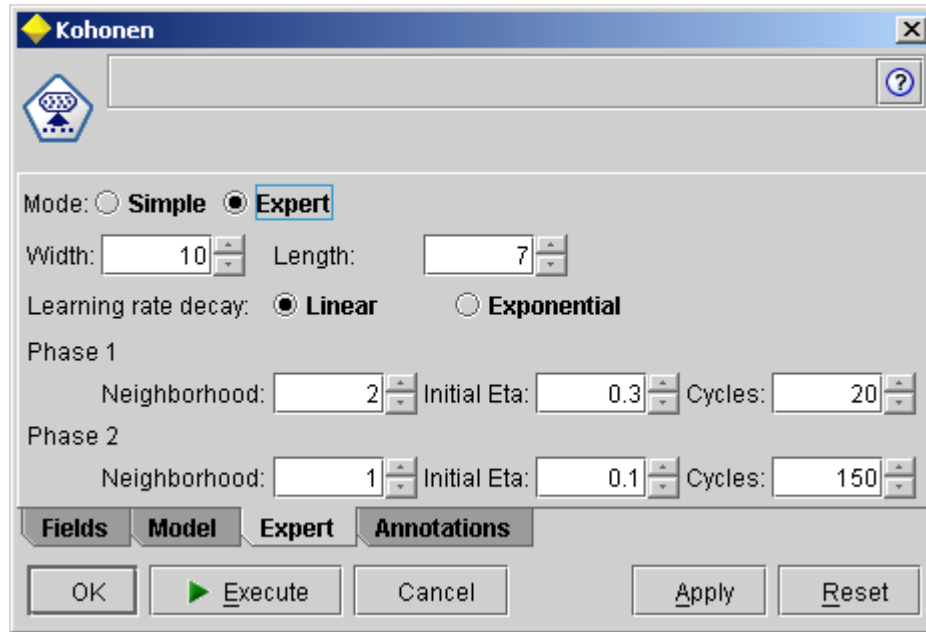 Kohonen
Mode: Simple Expert
Width: 10 Length: 7
Learning rate decay: Linear Exponential
Phase 1
Neighborhood: 2 Initial Eta: 0.3 Cycles: 20
Phase 2
Neighborhood: 1 Initial Eta: 0.1 Cycles: 150
Fields Model Expert Annotations
OK Execute Cancel Apply Reset